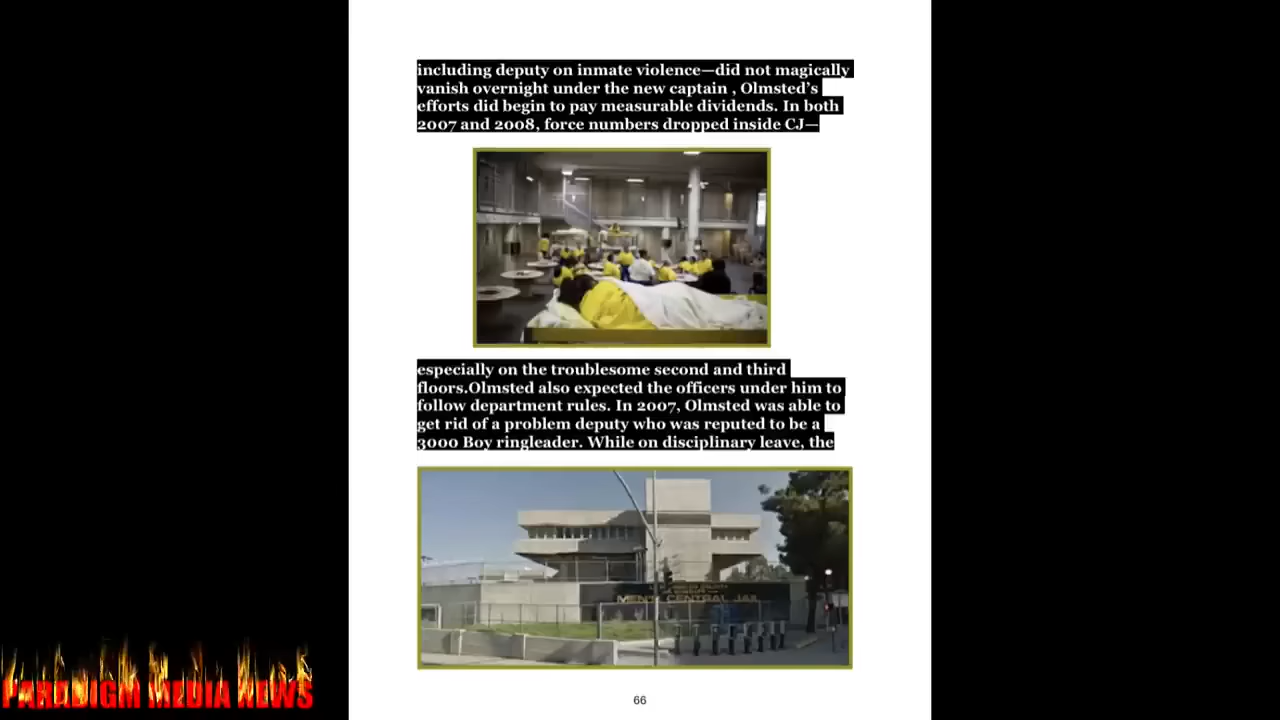 including deputy on inmate violence—did not magically
vanish overnight under the new captain , Olmsted’s
efforts did begin to pay measurable dividends. In both
2007 and 2008, force numbers dropped inside CJ—
especially on the troublesome second and third
floors.Olmsted also expected the officers under him to
follow department rules. In 2007, Olmsted was able to
get rid of a problem deputy who was reputed to be a
3000 Boy ringleader. While on disciplinary leave, the
MEN'S CENTRAL JAIL
66
PARADIGM MEDIA NEWS